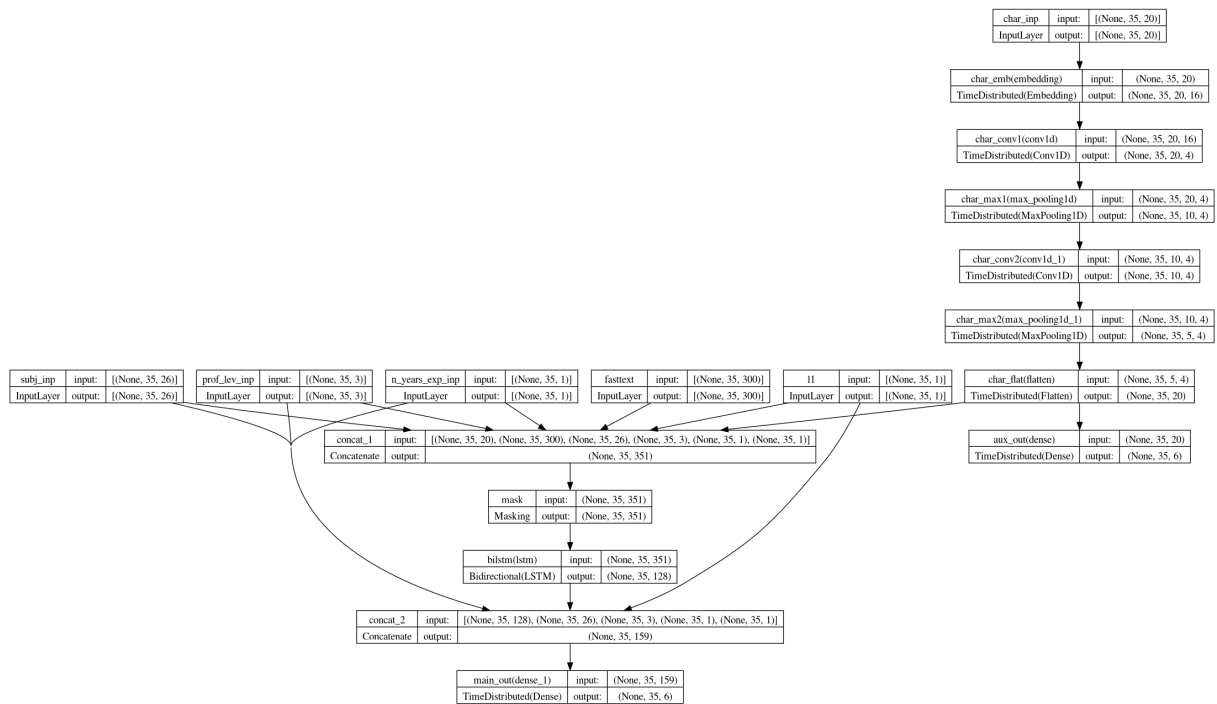 char_inp input: [(None, 35, 20)]
InputLayer output: [(None, 35, 20)]
char_emb(embedding) input: (None, 35, 20)
TimeDistributed(Embedding) output: (None, 35, 20, 16)
char_conv1(conv1d) input: (None, 35, 20, 16)
TimeDistributed(Conv1D) output: (None, 35, 20, 4)
char_max1(max_pooling1d) input: (None, 35, 20, 4)
TimeDistributed(MaxPooling1D) output: (None, 35, 10, 4)
char_conv2(conv1d_1) input: (None, 35, 10, 4)
TimeDistributed(Conv1D) output: (None, 35, 10, 4)
char_max2(max_pooling1d_1) input: (None, 35, 10, 4)
TimeDistributed(MaxPooling1D) output: (None, 35, 5, 4)
subj_inp input: [(None, 35, 26)]
InputLayer output: [(None, 35, 26)]
prof_lev_inp input: [(None, 35, 3)]
InputLayer output: [(None, 35, 3)]
n_years_exp_inp input: [(None, 35, 1)]
InputLayer output: [(None, 35, 1)]
fasttext input: [(None, 35, 300)]
InputLayer output: [(None, 35, 300)]
l1 input: [(None, 35, 1)]
InputLayer output: [(None, 35, 1)]
char_flat(flatten) input: (None, 35, 5, 4)
TimeDistributed(Flatten) output: (None, 35, 20)
concat_1 input: [(None, 35, 20), (None, 35, 300), (None, 35, 26), (None, 35, 3), (None, 35, 1), (None, 35, 1)]
Concatenate output: (None, 35, 351)
aux_out(dense) input: (None, 35, 20)
TimeDistributed(Dense) output: (None, 35, 6)
mask input: (None, 35, 351)
Masking output: (None, 35, 351)
bilstm(lstm) input: (None, 35, 351)
Bidirectional(LSTM) output: (None, 35, 128)
concat_2 input: [(None, 35, 128), (None, 35, 26), (None, 35, 3), (None, 35, 1), (None, 35, 1)]
Concatenate output: (None, 35, 159)
main_out(dense_1) input: (None, 35, 159)
TimeDistributed(Dense) output: (None, 35, 6)